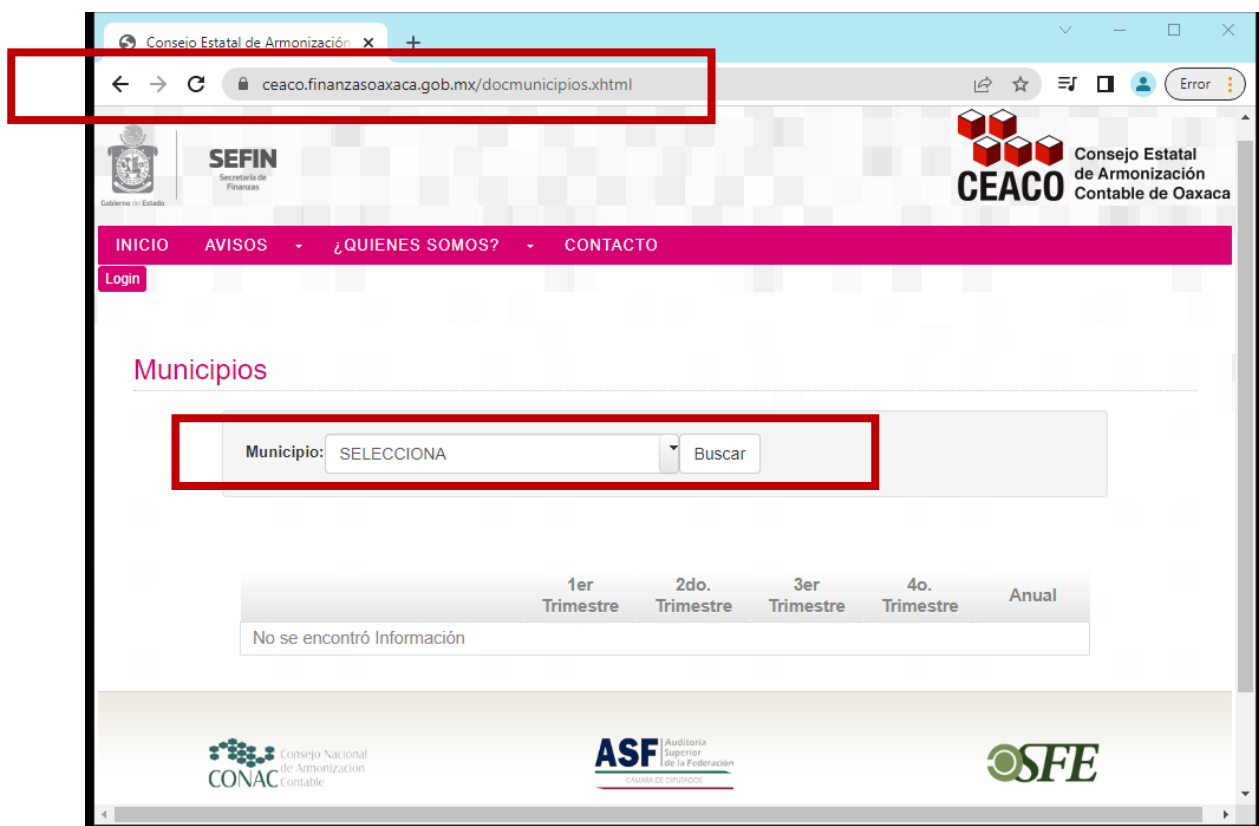 Consejo Estatal de Armonización
ceaco.finanzasoaxaca.gob.mx/docmunicipios.xhtml
Error
Gobierno del Estado
SEFIN
Secretaría de
Finanzas
CEACO
Consejo Estatal
de Armonización
Contable de Oaxaca
INICIO AVISOS ¿QUIENES SOMOS? CONTACTO
Login
Municipios
Municipio: SELECCIONA Buscar
1er Trimestre 2do. Trimestre 3er Trimestre 4o. Trimestre Anual
No se encontró Información
CONAC
Consejo Nacional
de Armonización
Contable
ASF
Auditoria
Superior
de la Federación
CÁMARA DE DIPUTADOS
OSFE